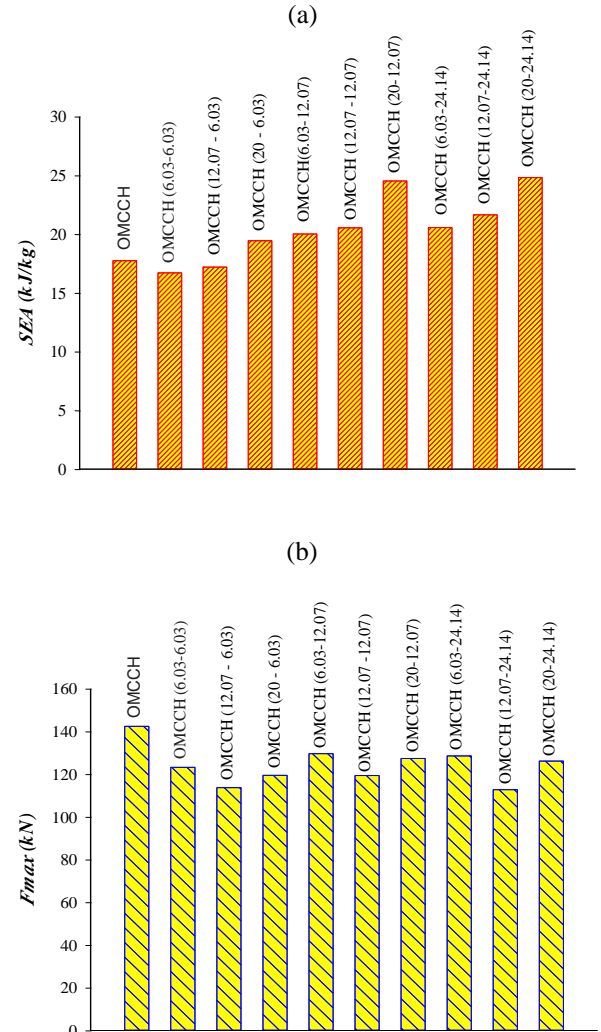 (a)
OMCCH
OMCCH (6.03-6.03)
OMCCH (12.07 - 6.03)
OMCCH (20 - 6.03)
OMCCH(6.03-12.07)
OMCCH (12.07 -12.07)
OMCCH (20-12.07)
OMCCH (6.03-24.14)
OMCCH (12.07-24.14)
OMCCH (20-24.14)
30
25
20
15
10
5
0
SEA (kJ/kg)
(b)
OMCCH
OMCCH (6.03-6.03)
OMCCH (12.07 - 6.03)
OMCCH (20 - 6.03)
OMCCH (6.03-12.07)
OMCCH (12.07 -12.07)
OMCCH (20-12.07)
OMCCH (6.03-24.14)
OMCCH (12.07-24.14)
OMCCH (20-24.14)
160
140
120
100
80
60
40
20
0
Fmax (kN)